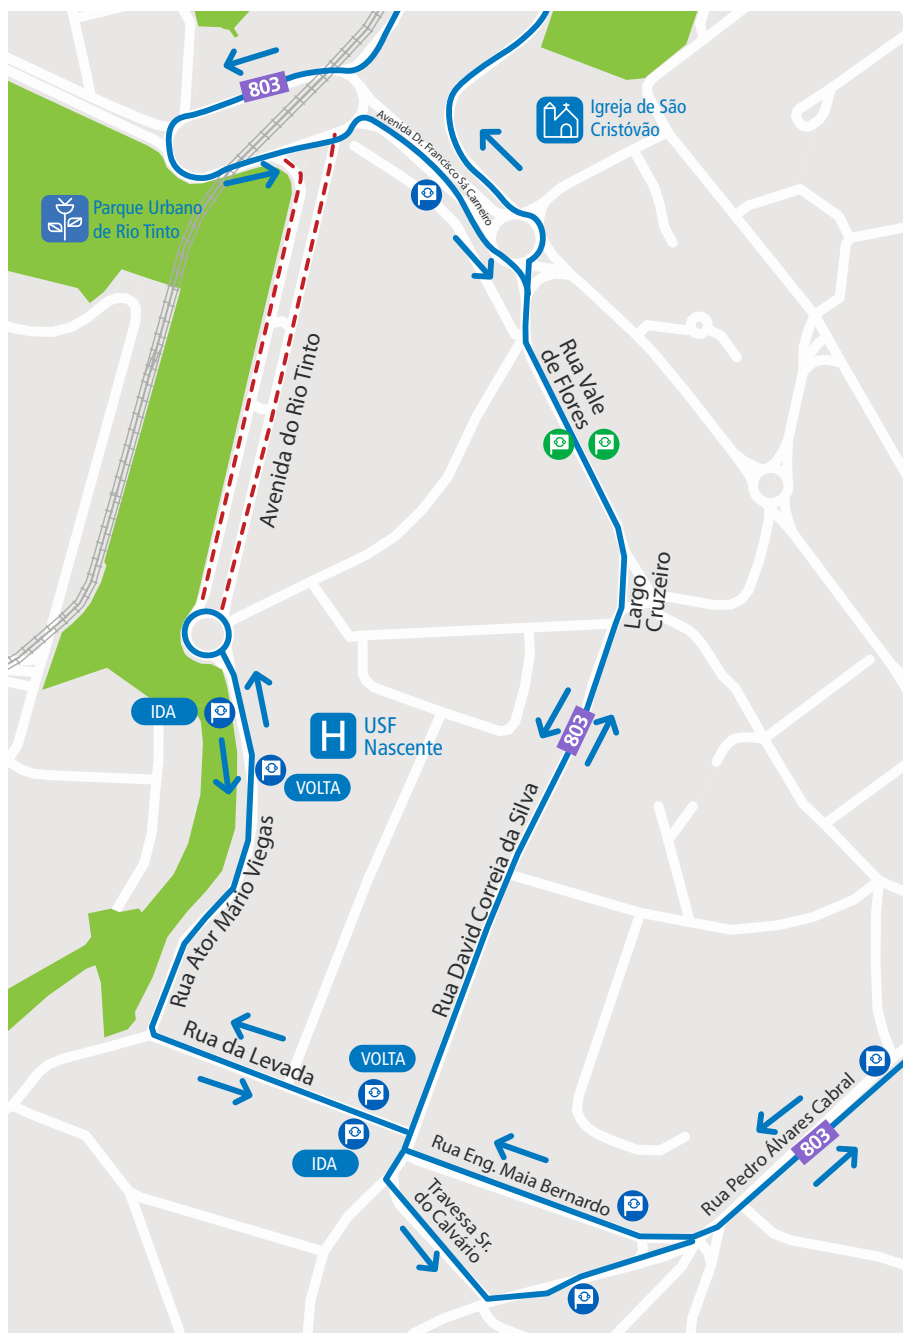 803
Igreja de São
Cristóvão
Avenida Dr. Francisco Sá Carneiro
Parque Urbano
de Rio Tinto
Avenida do Rio Tinto
Rua Vale
de Flores
Largo
Cruzeiro
IDA
H
USF
Nascente
803
VOLTA
Rua Ator Mário Viegas
Rua David Correia da Silva
Rua da Levada
VOLTA
IDA
Rua Eng. Maia Bernardo
Rua Pedro Álvares Cabral
803
Travessa Sr.
do Calvário